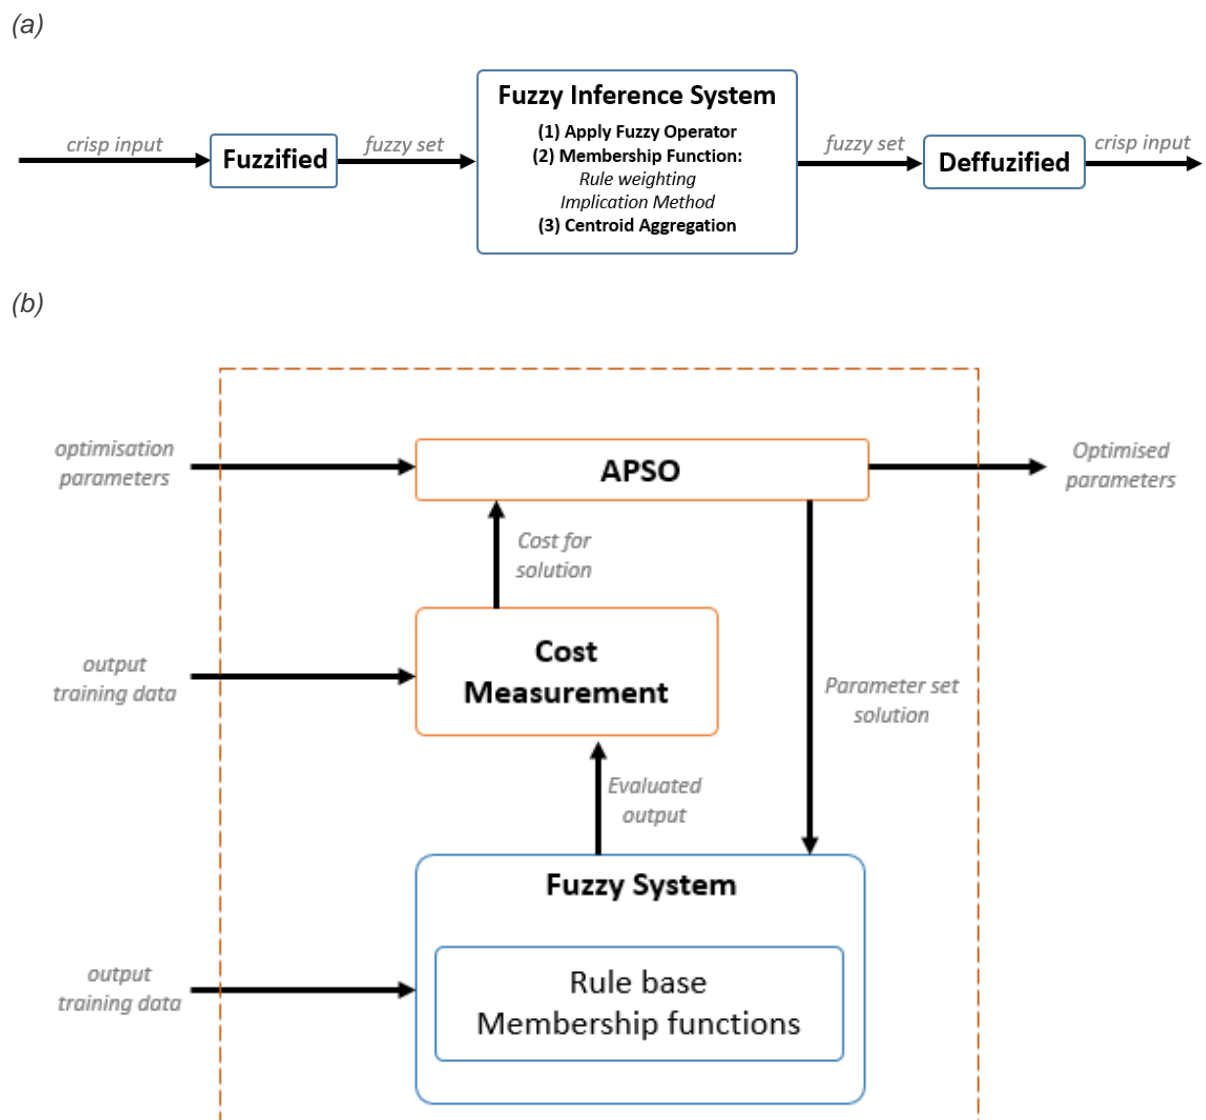 (a)
crisp input
Fuzzified
fuzzy set
Fuzzy Inference System
(1) Apply Fuzzy Operator
(2) Membership Function:
Rule weighting
Implication Method
(3) Centroid Aggregation
fuzzy set
Deffuzified
crisp input
(b)
optimisation
parameters
APSO
Optimised
parameters
Cost for
solution
output
training data
Cost
Measurement
Parameter set
solution
Evaluated
output
Fuzzy System
output
training data
Rule base
Membership functions